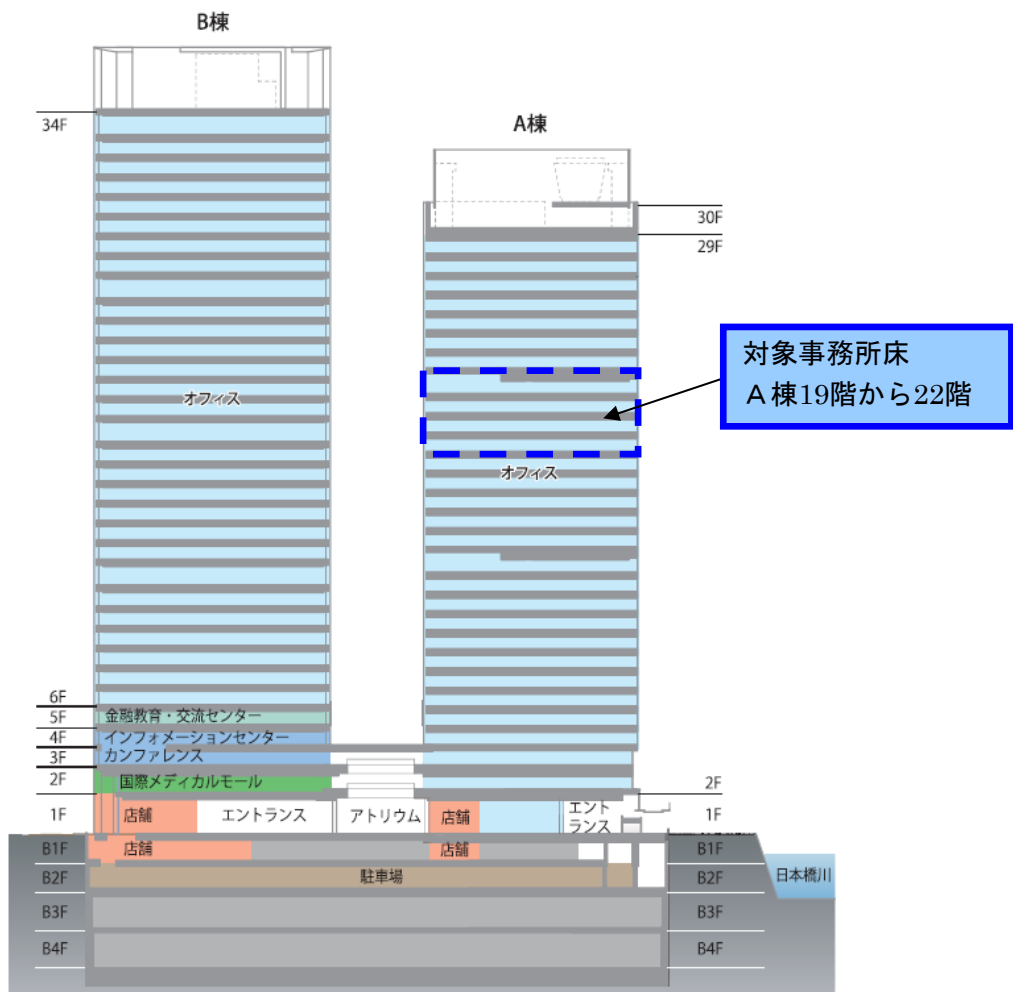 B棟
34F
A棟
30F
29F
対象事務所床
A棟19階から22階
オフィス
オフィス
6F
5F
金融教育・交流センター
4F
インフォメーションセンター
3F
カンファレンス
2F
国際メディカルモール
2F
1F
店舗
エントランス
アトリウム
店舗
エント
ランス
1F
B1F
店舗
店舗
B1F
B2F
駐車場
B2F
日本橋川
B3F
B3F
B4F
B4F